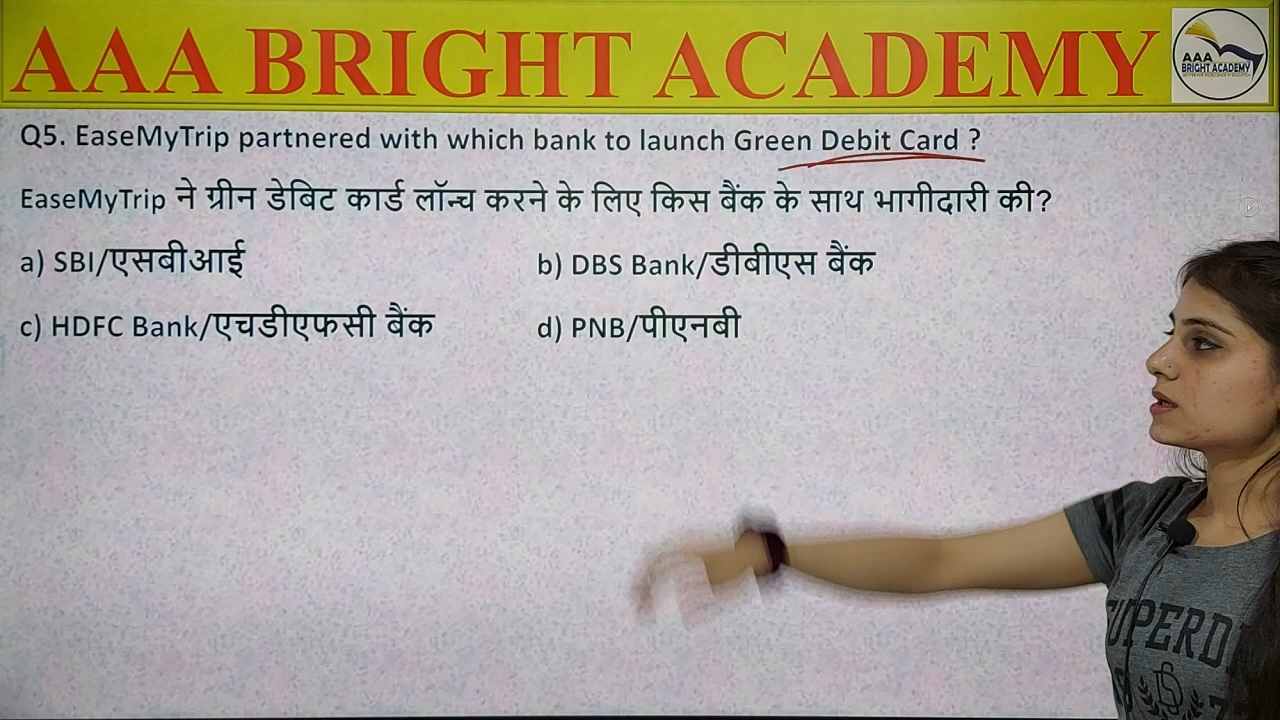 AAA BRIGHT ACADEMY
AAA
BRIGHT ACADEMY
Q5. EaseMyTrip partnered with which bank to launch Green Debit Card ?
EaseMyTrip ने ग्रीन डेबिट कार्ड लॉन्च करने के लिए किस बैंक के साथ भागीदारी की?
a) SBI/एसबीआई
b) DBS Bank/डीबीएस बैंक
c) HDFC Bank/एचडीएफसी बैंक
d) PNB/पीएनबी